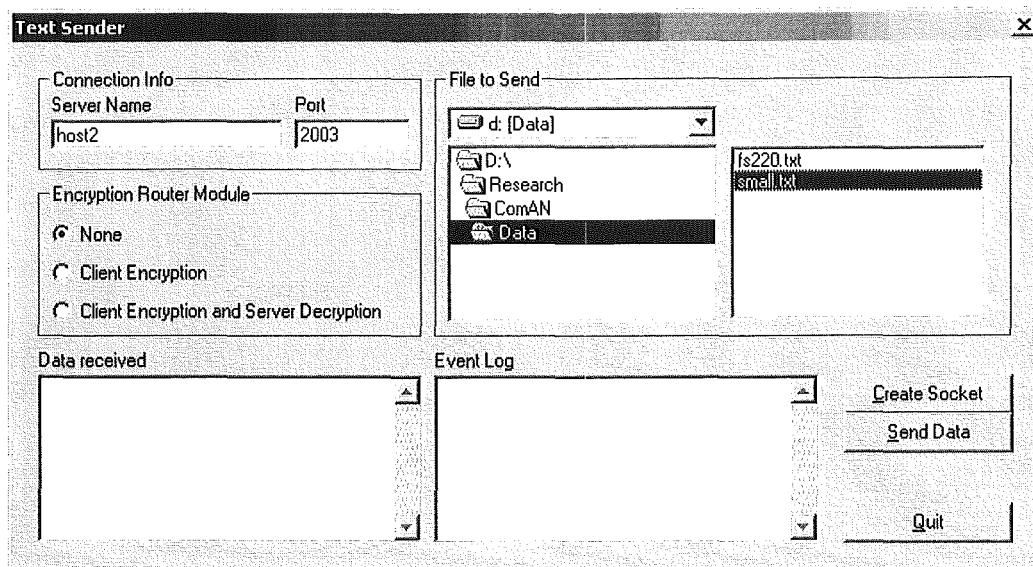 Text Sender
Connection Info
Server Name Port
host2 2003
Encryption Router Module
None
Client Encryption
Client Encryption and Server Decryption
File to Send
d: [Data]
D:\
Research
ComAN
Data
fs220.txt
small.txt
Data received
Event Log
Create Socket
Send Data
Quit